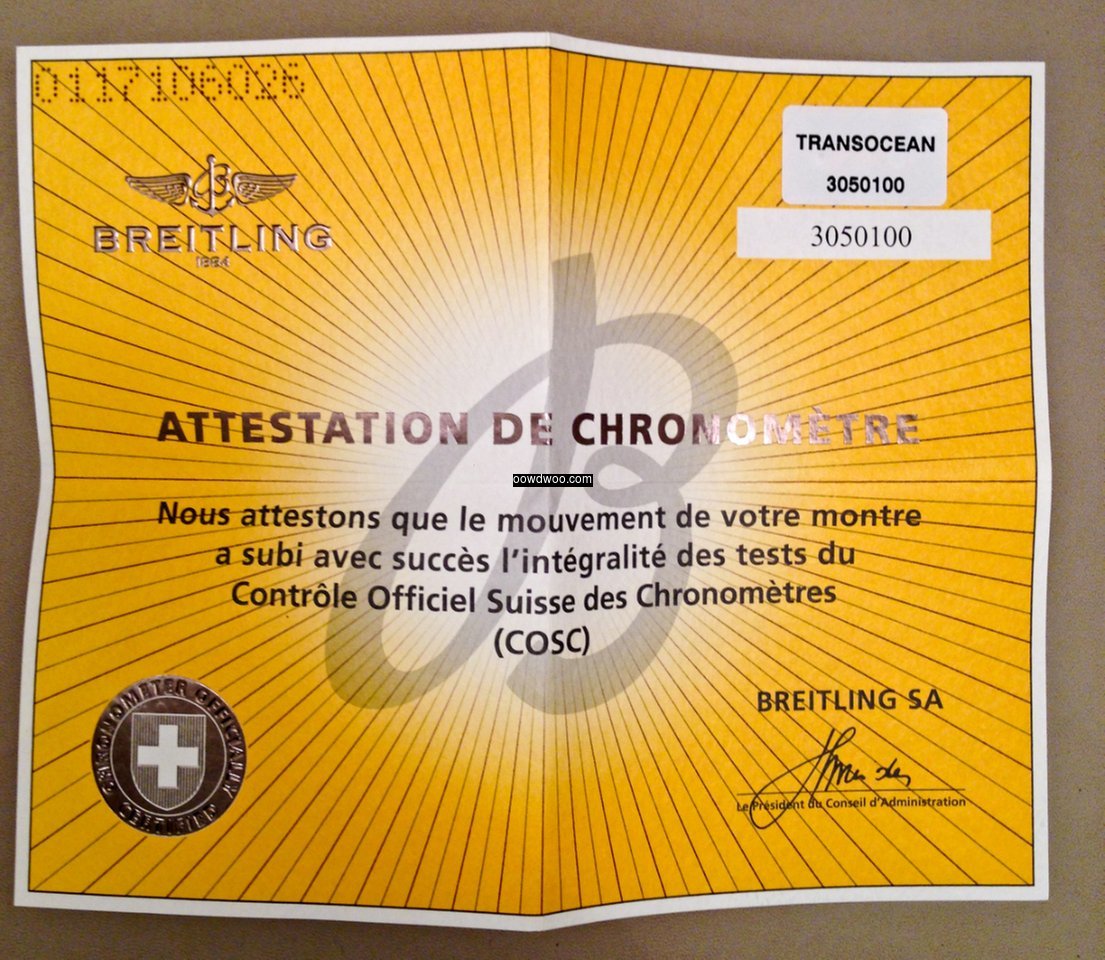 0117106026
TRANSOCEAN
3050100
3050100
BREITLING
1884
ATTESTATION DE CHRONOMÈTRE
oowdwoo.com
Nous attestons que le mouvement de votre montre
a subi avec succès l'intégralité des tests du
Contrôle Officiel Suisse des Chronomètres
(COSC)
BREITLING SA
Le Président du Conseil d'Administration
CHRONOMETER OFFICIALLY
CERTIFIED